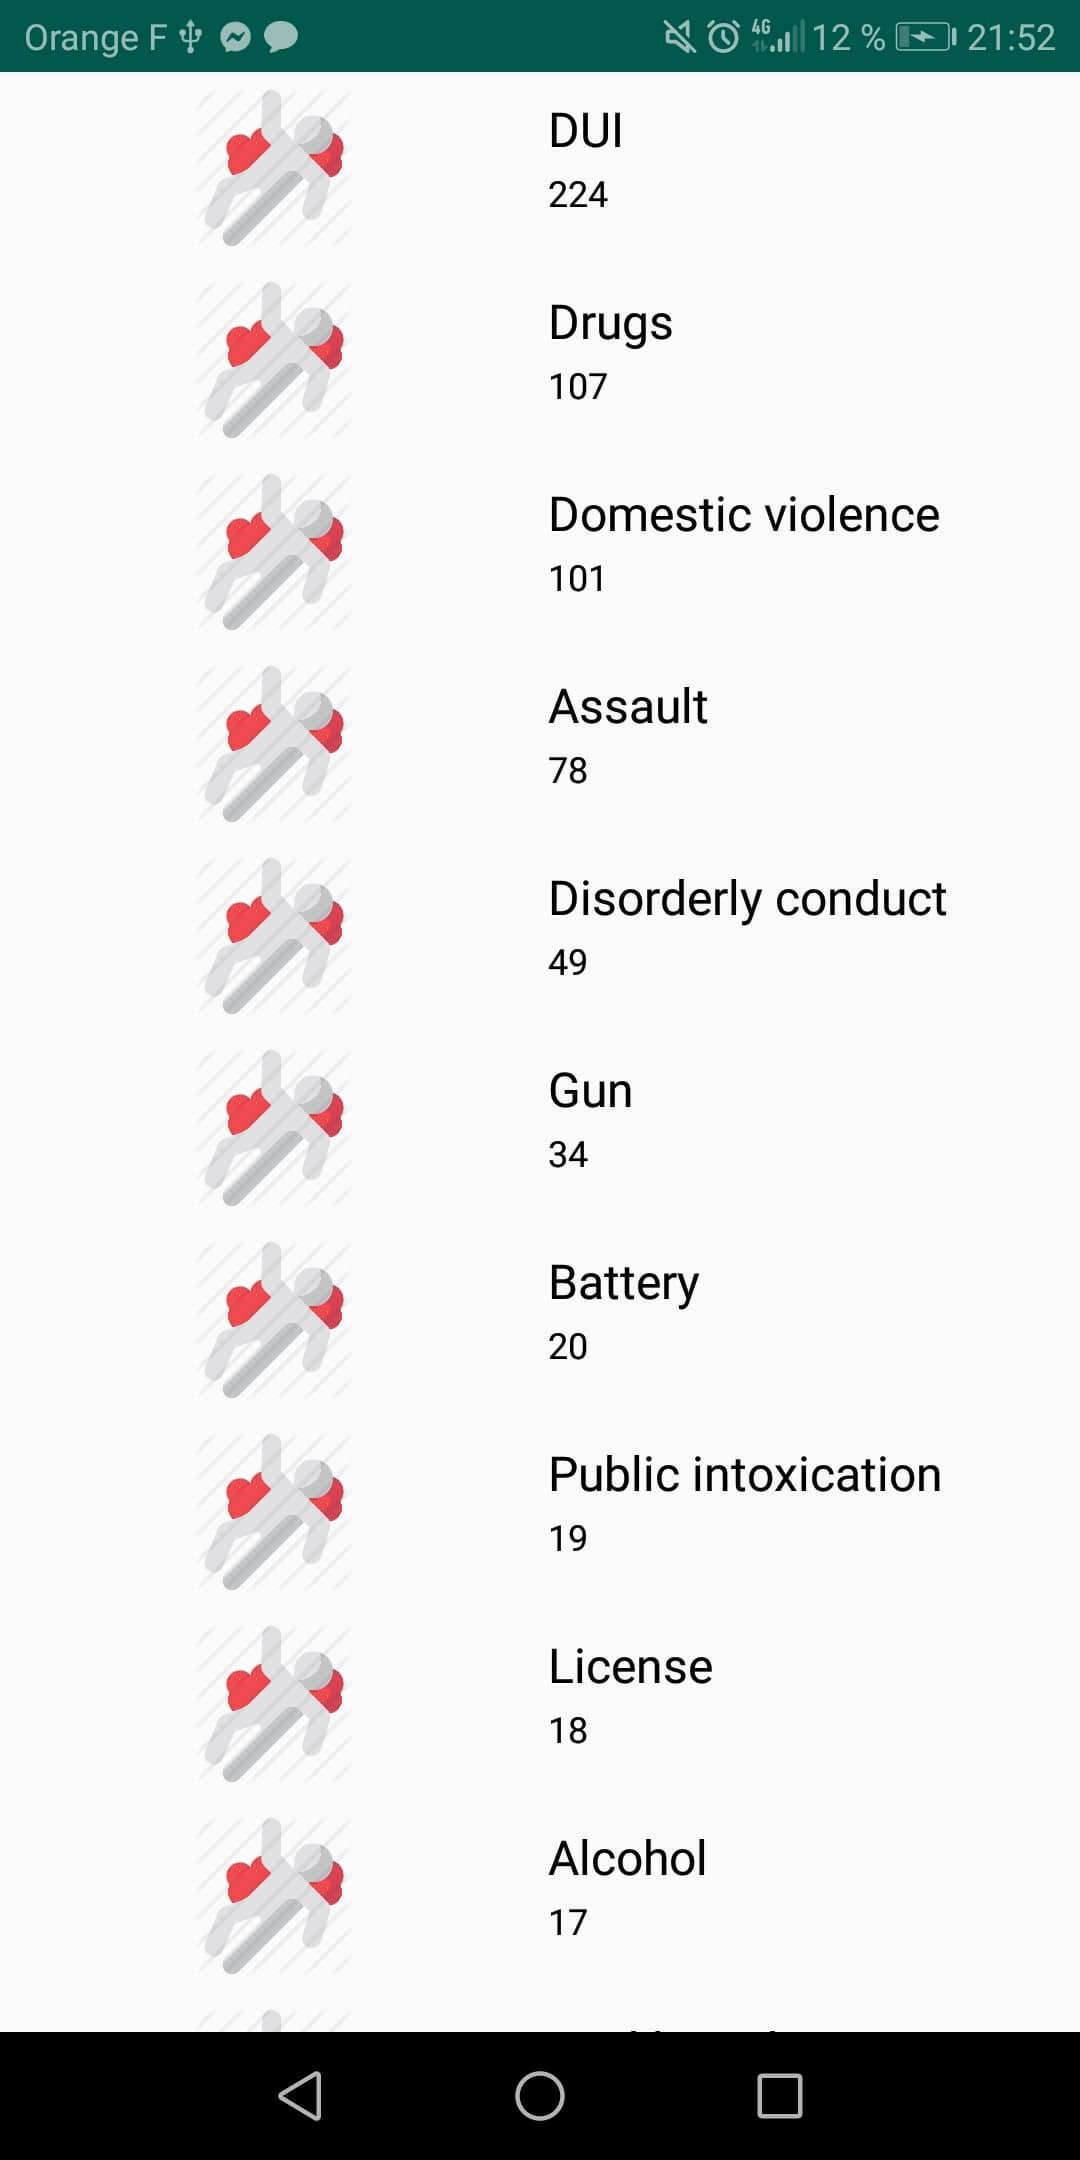 Orange F 4G 12 % 21:52
DUI
224
Drugs
107
Domestic violence
101
Assault
78
Disorderly conduct
49
Gun
34
Battery
20
Public intoxication
19
License
18
Alcohol
17